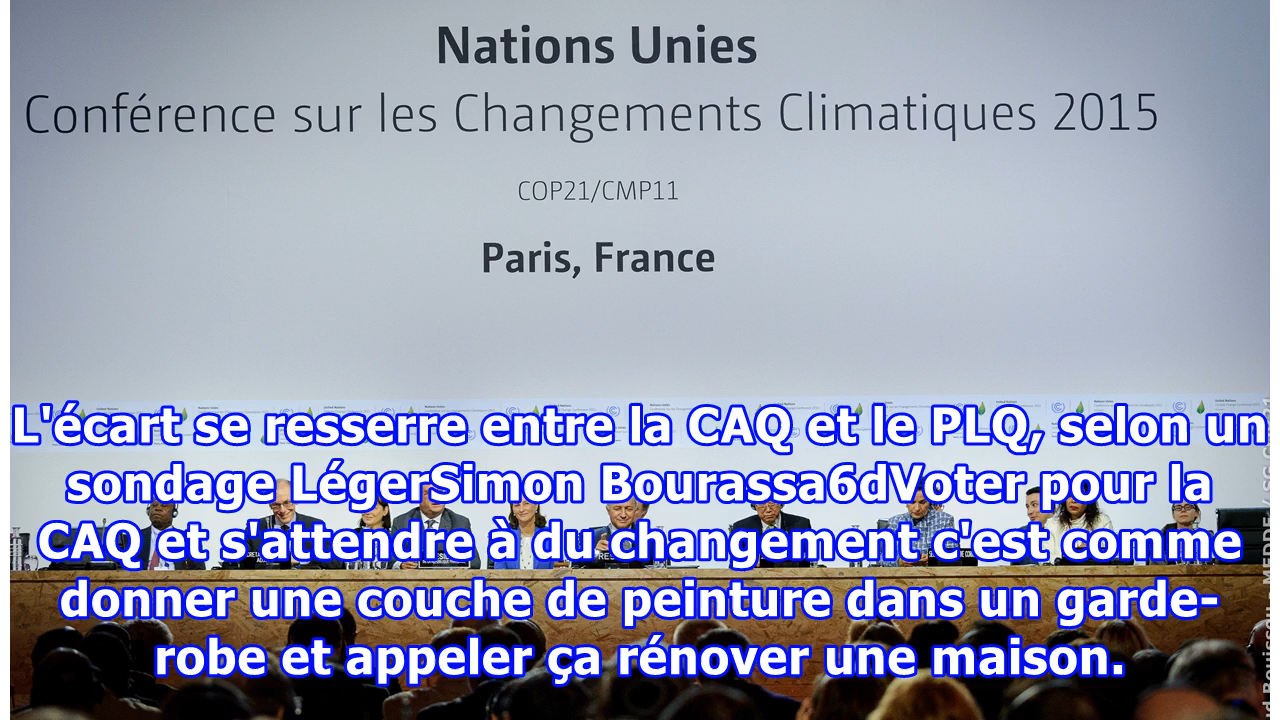 Nations Unies
Conférence sur les Changements Climatiques 2015
COP21/CMP11
Paris, France
L'écart se resserre entre la CAQ et le PLQ, selon un
sondage LégerSimon Bourassa6dVoter pour la
CAQ et s'attendre à du changement c'est comme
donner une couche de peinture dans un garde-
robe et appeler ça rénover une maison.